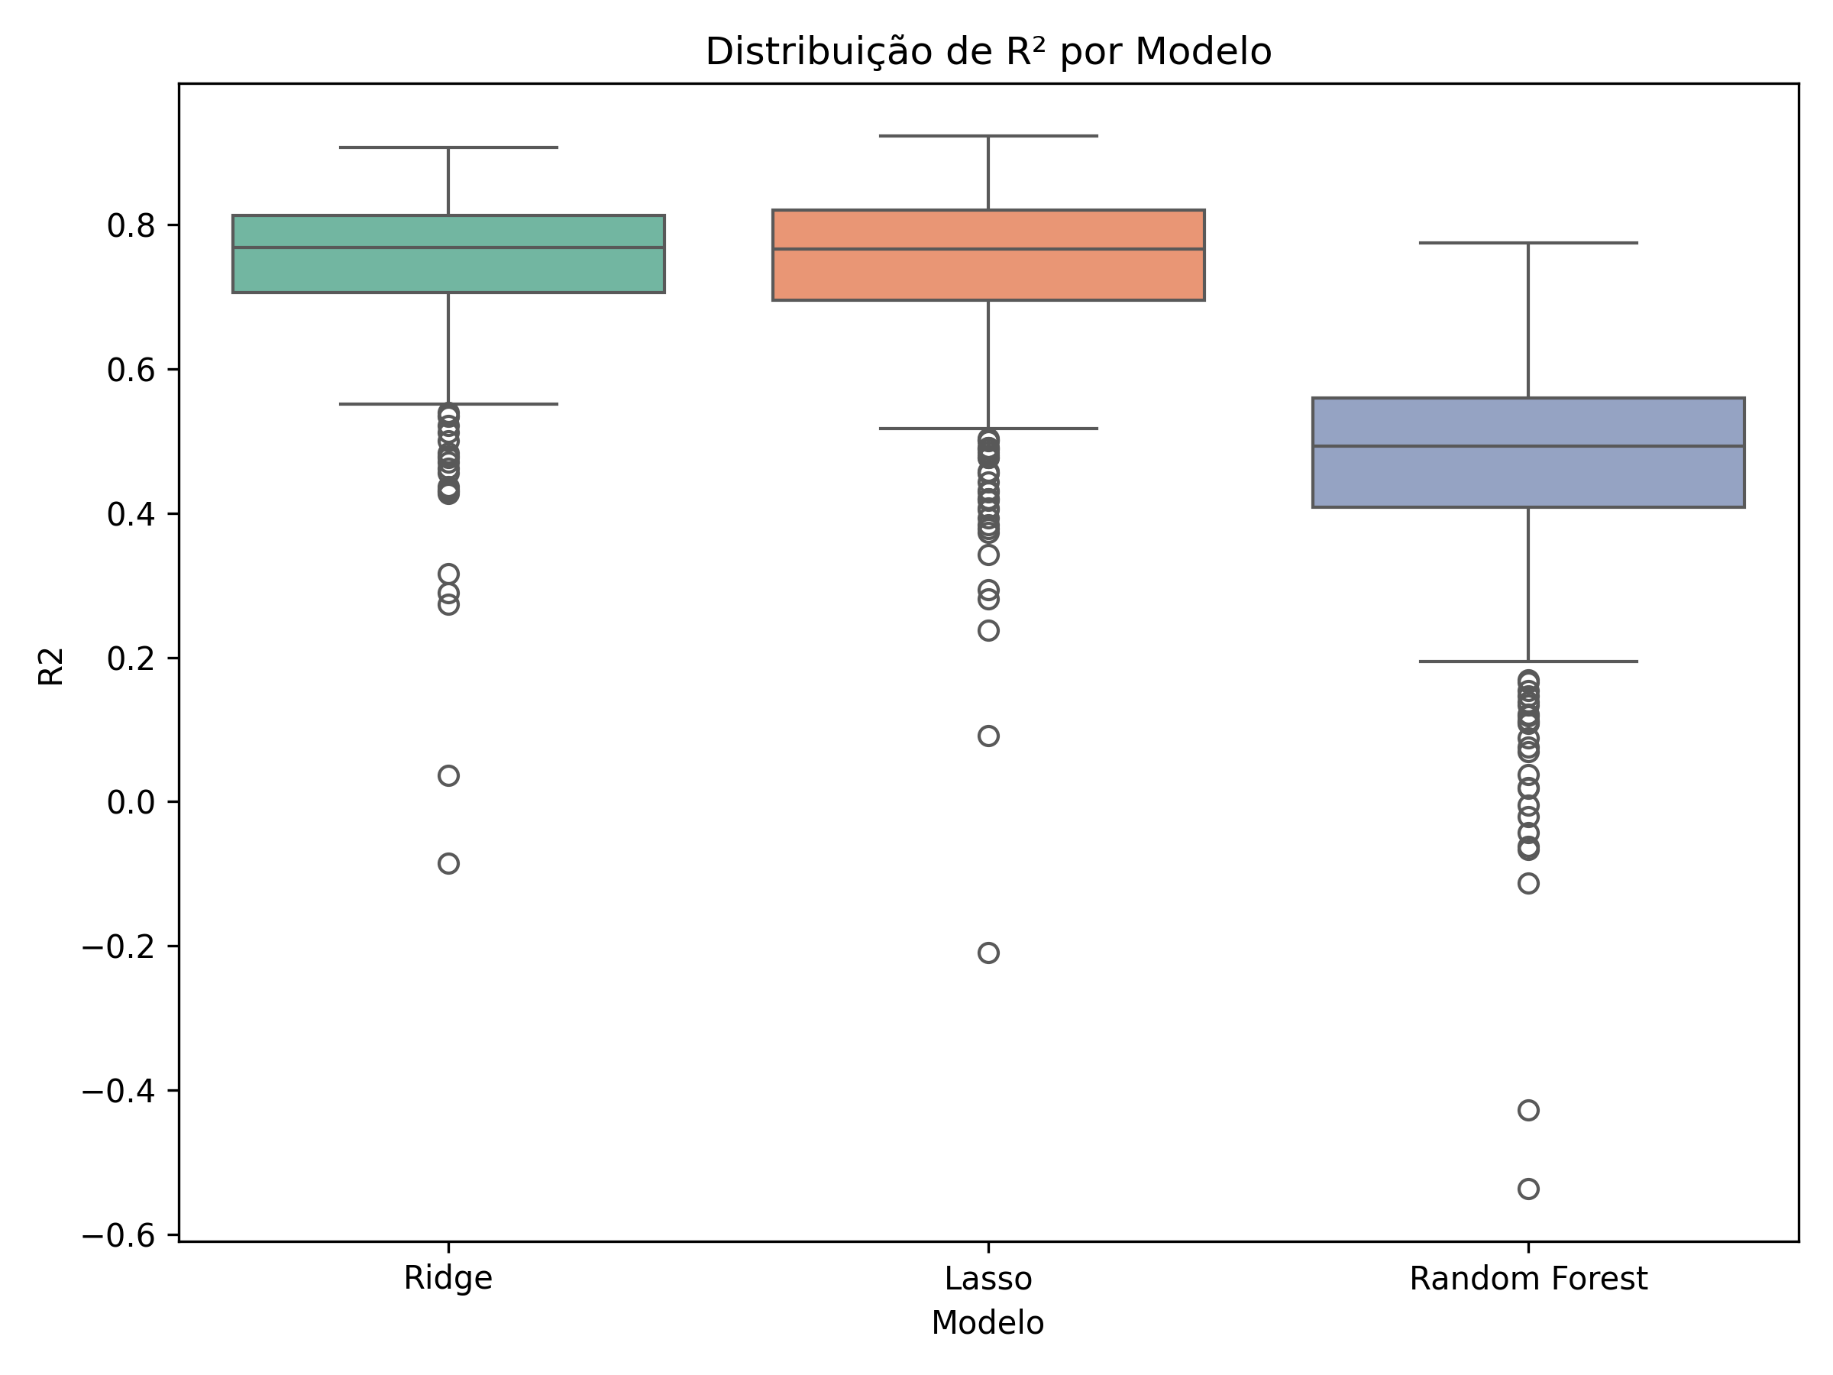 Distribuição de R² por Modelo
0.8
0.6
0.4
0.2
0.0
−0.2
−0.4
−0.6
R2
Ridge
Lasso
Random Forest
Modelo